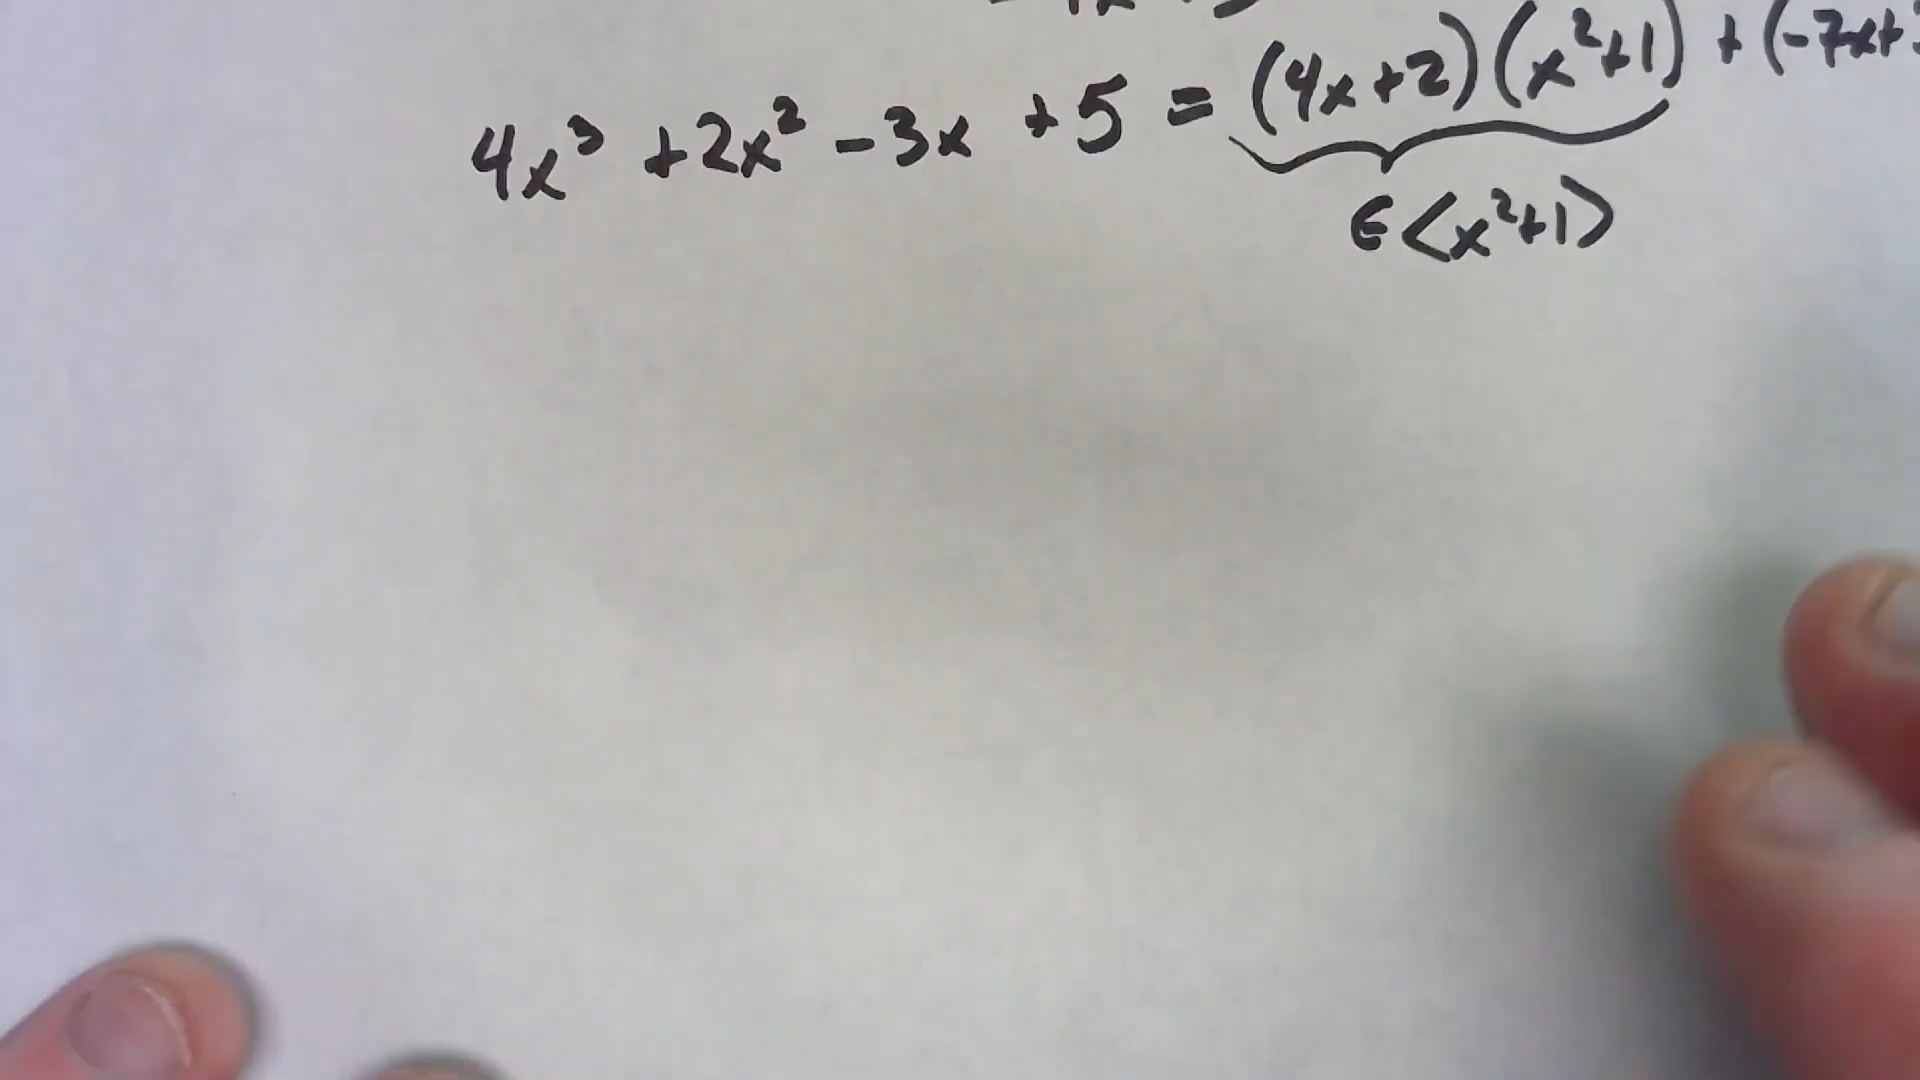 4x³ + 2x² - 3x + 5 = (4x+2)(x²+1) + (-7x+
∈⟨x²+1⟩